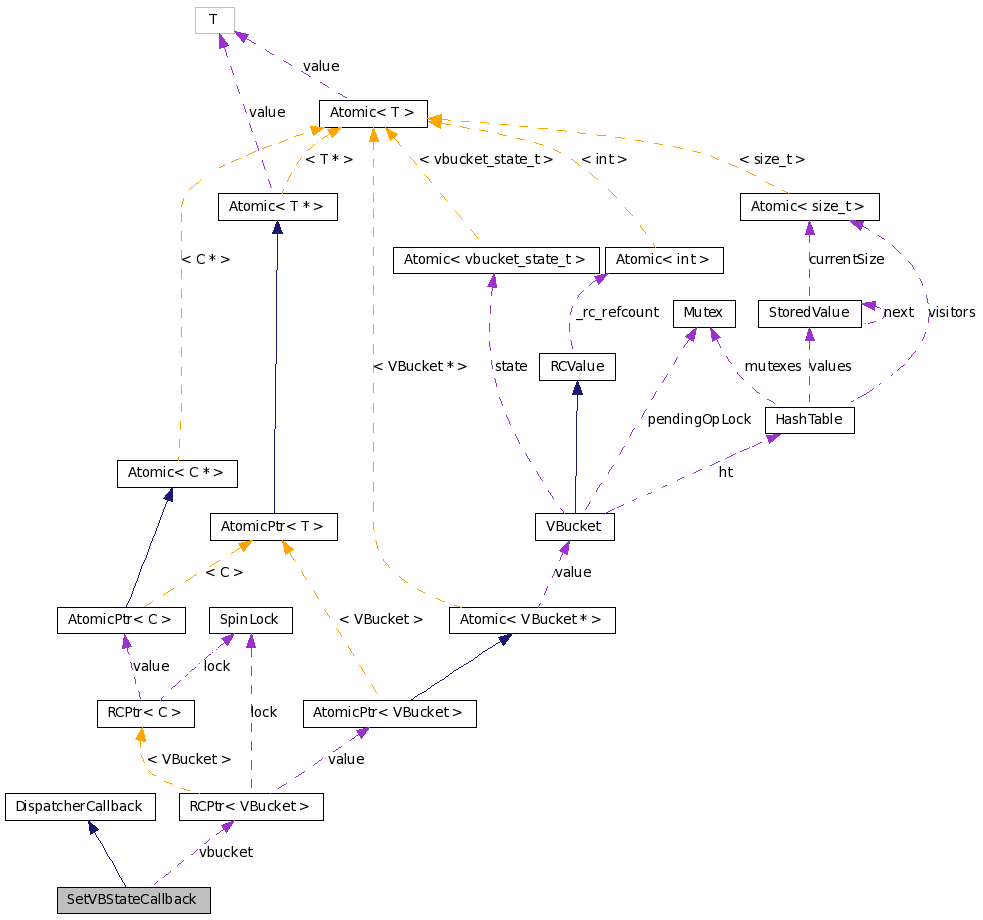 T
value
Atomic< T >
value
< T * >
< vbucket_state_t >
< int >
< size_t >
Atomic< T * >
Atomic< size_t >
< C * >
Atomic< vbucket_state_t >
Atomic< int >
currentSize
_rc_refcount
Mutex
StoredValue
next
visitors
< VBucket * >
state
RCValue
mutexes
values
pendingOpLock
HashTable
Atomic< C * >
ht
AtomicPtr< T >
VBucket
< C >
value
AtomicPtr< C >
SpinLock
< VBucket >
Atomic< VBucket * >
value
lock
RCPtr< C >
lock
AtomicPtr< VBucket >
< VBucket >
value
DispatcherCallback
RCPtr< VBucket >
vbucket
SetVBStateCallback